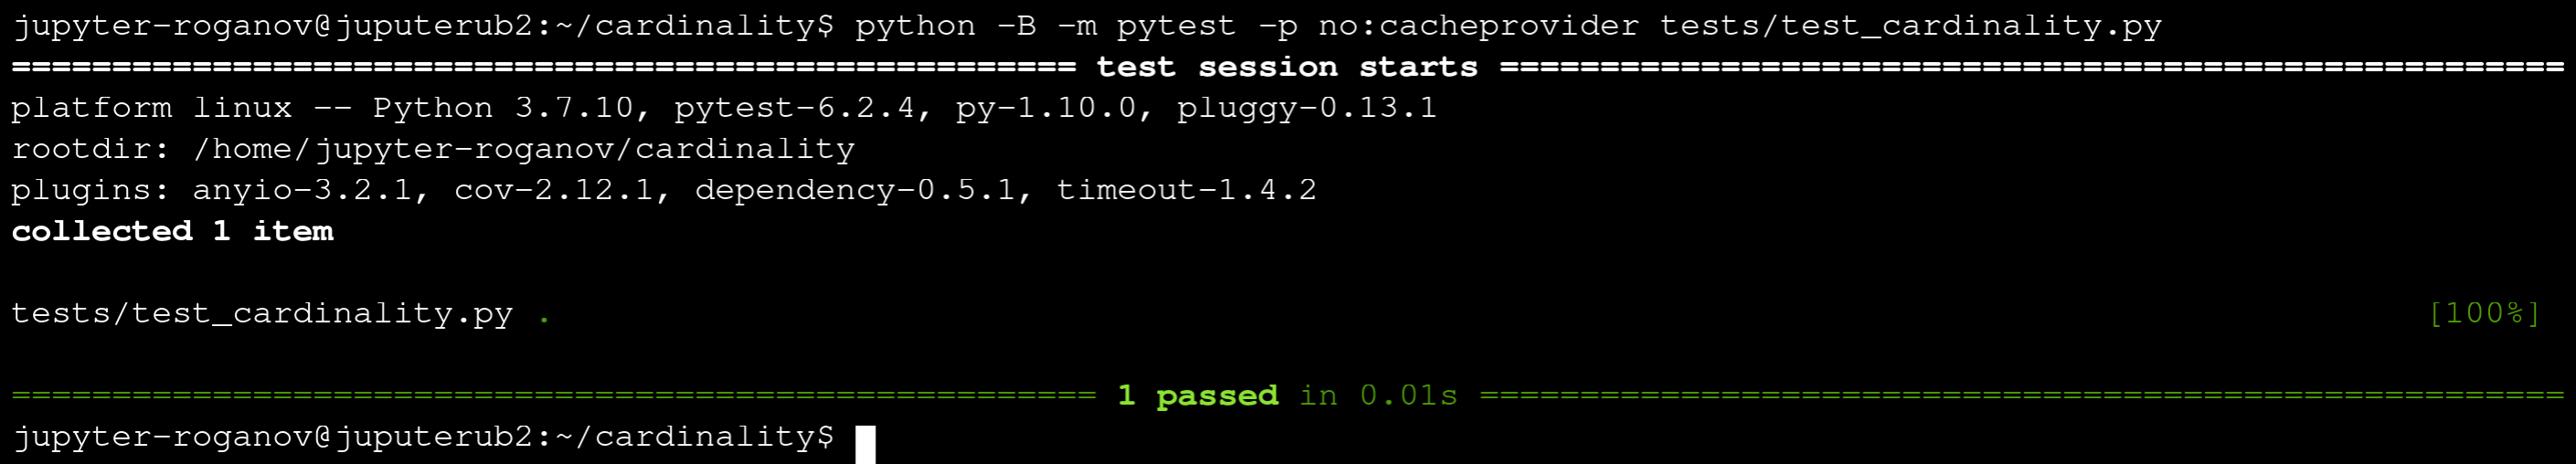 jupyter-roganov@juputerub2:~/cardinality$ python -B -m pytest -p no:cacheprovider tests/test_cardinality.py
===================================================== test session starts =====================================================
platform linux -- Python 3.7.10, pytest-6.2.4, py-1.10.0, pluggy-0.13.1
rootdir: /home/jupyter-roganov/cardinality
plugins: anyio-3.2.1, cov-2.12.1, dependency-0.5.1, timeout-1.4.2
collected 1 item
tests/test_cardinality.py . [100%]
====================================================== 1 passed in 0.01s ======================================================
jupyter-roganov@juputerub2:~/cardinality$